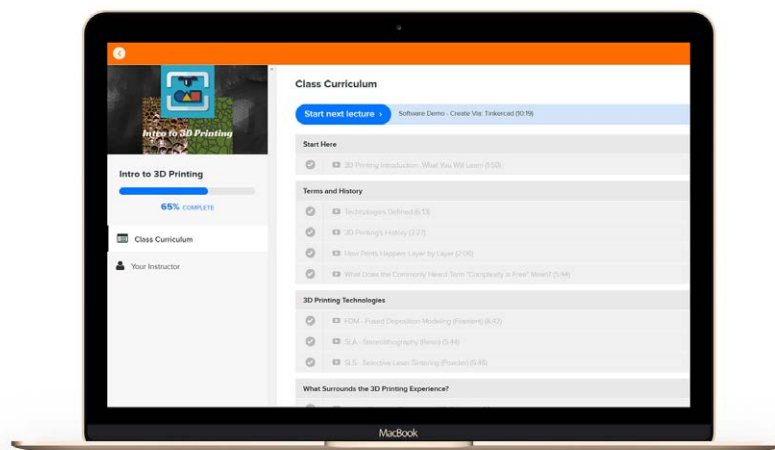 Intro to 3D Printing
Intro to 3D Printing
65% COMPLETE
Class Curriculum
Your Instructor
Class Curriculum
Start next lecture ›
Software Demo - Create Via: Tinkercad (10:19)
Start Here
3D Printing Introduction: What You Will Learn (1:50)
Terms and History
Technologies Defined (6:13)
3D Printing's History (2:27)
How Prints Happen: Layer by Layer (2:06)
What Does the Commonly Heard Term "Complexity is Free" Mean? (5:44)
3D Printing Technologies
FDM - Fused Deposition Modeling (Filament) (8:42)
SLA - Stereolithography (Resin) (5:44)
SLS - Selective Laser Sintering (Powder) (5:46)
What Surrounds the 3D Printing Experience?
MacBook